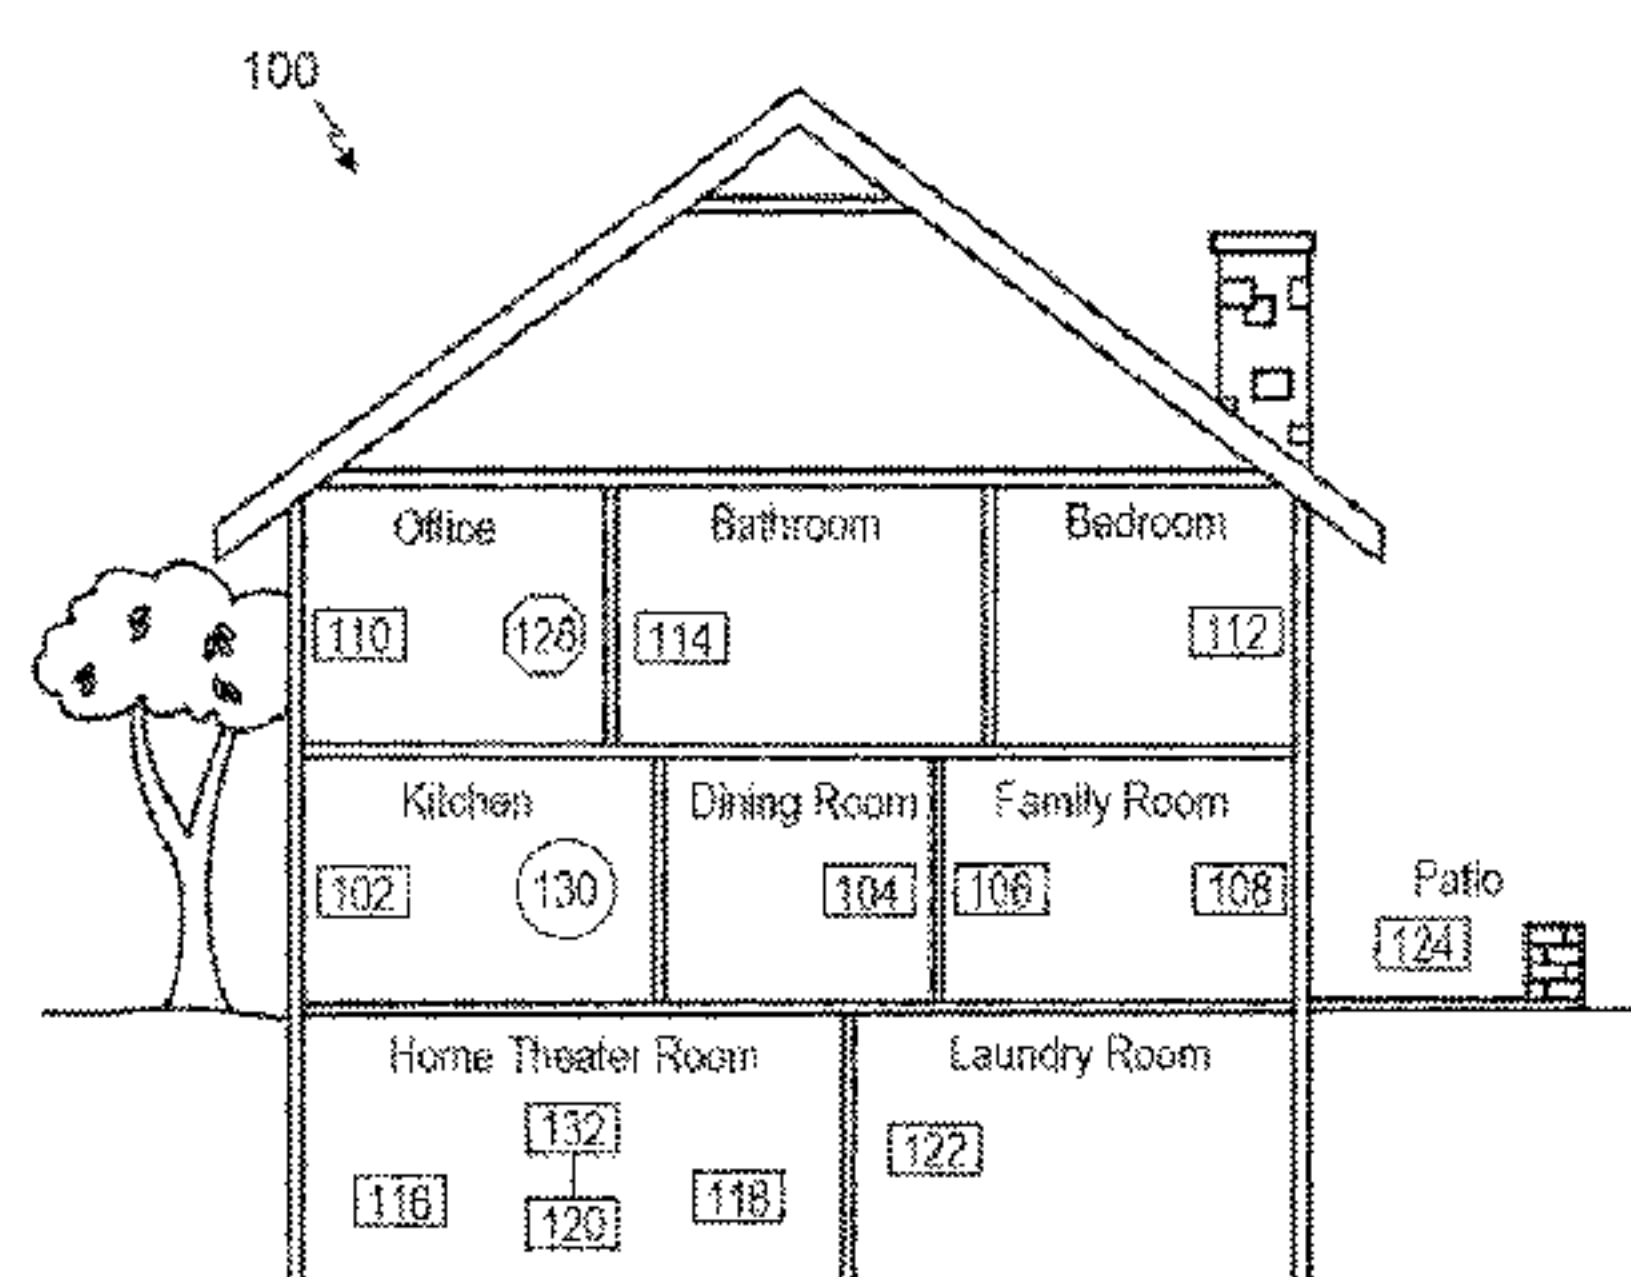 100
Office Bathroom Bedroom
110 128 114 112
Kitchen Dining Room Family Room
102 130 104 106 108
Patio
124
Home Theater Room Laundry Room
132
122
116 120 118